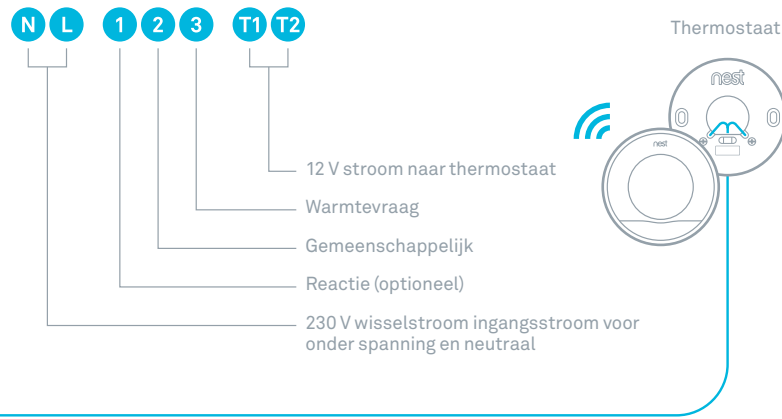 N L 1 2 3 T1 T2
Thermostaat
nest
nest
12 V stroom naar thermostaat
Warmtevraag
Gemeenschappelijk
Reactie (optioneel)
230 V wisselstroom ingangsstroom voor
onder spanning en neutraal